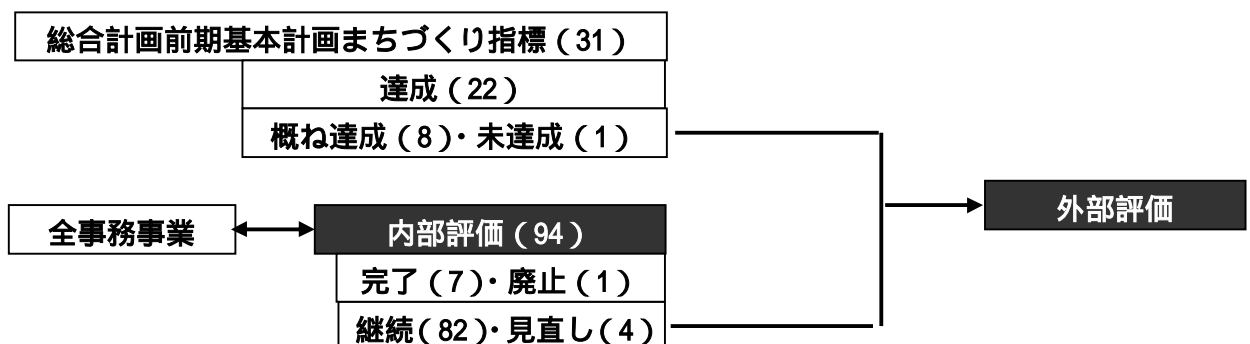 総合計画前期基本計画まちづくり指標（31）
達成（22）
概ね達成（8）・未達成（1）
全事務事業
内部評価（94）
外部評価
完了（7）・廃止（1）
継続（82）・見直し（4）